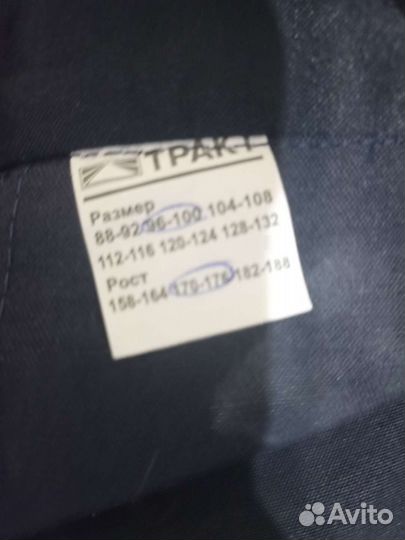 ТРАКТ
Размер
88-92 96-100 104-108
112-116 120-124 128-132
Рост
158-164 170-176 182-188
Avito